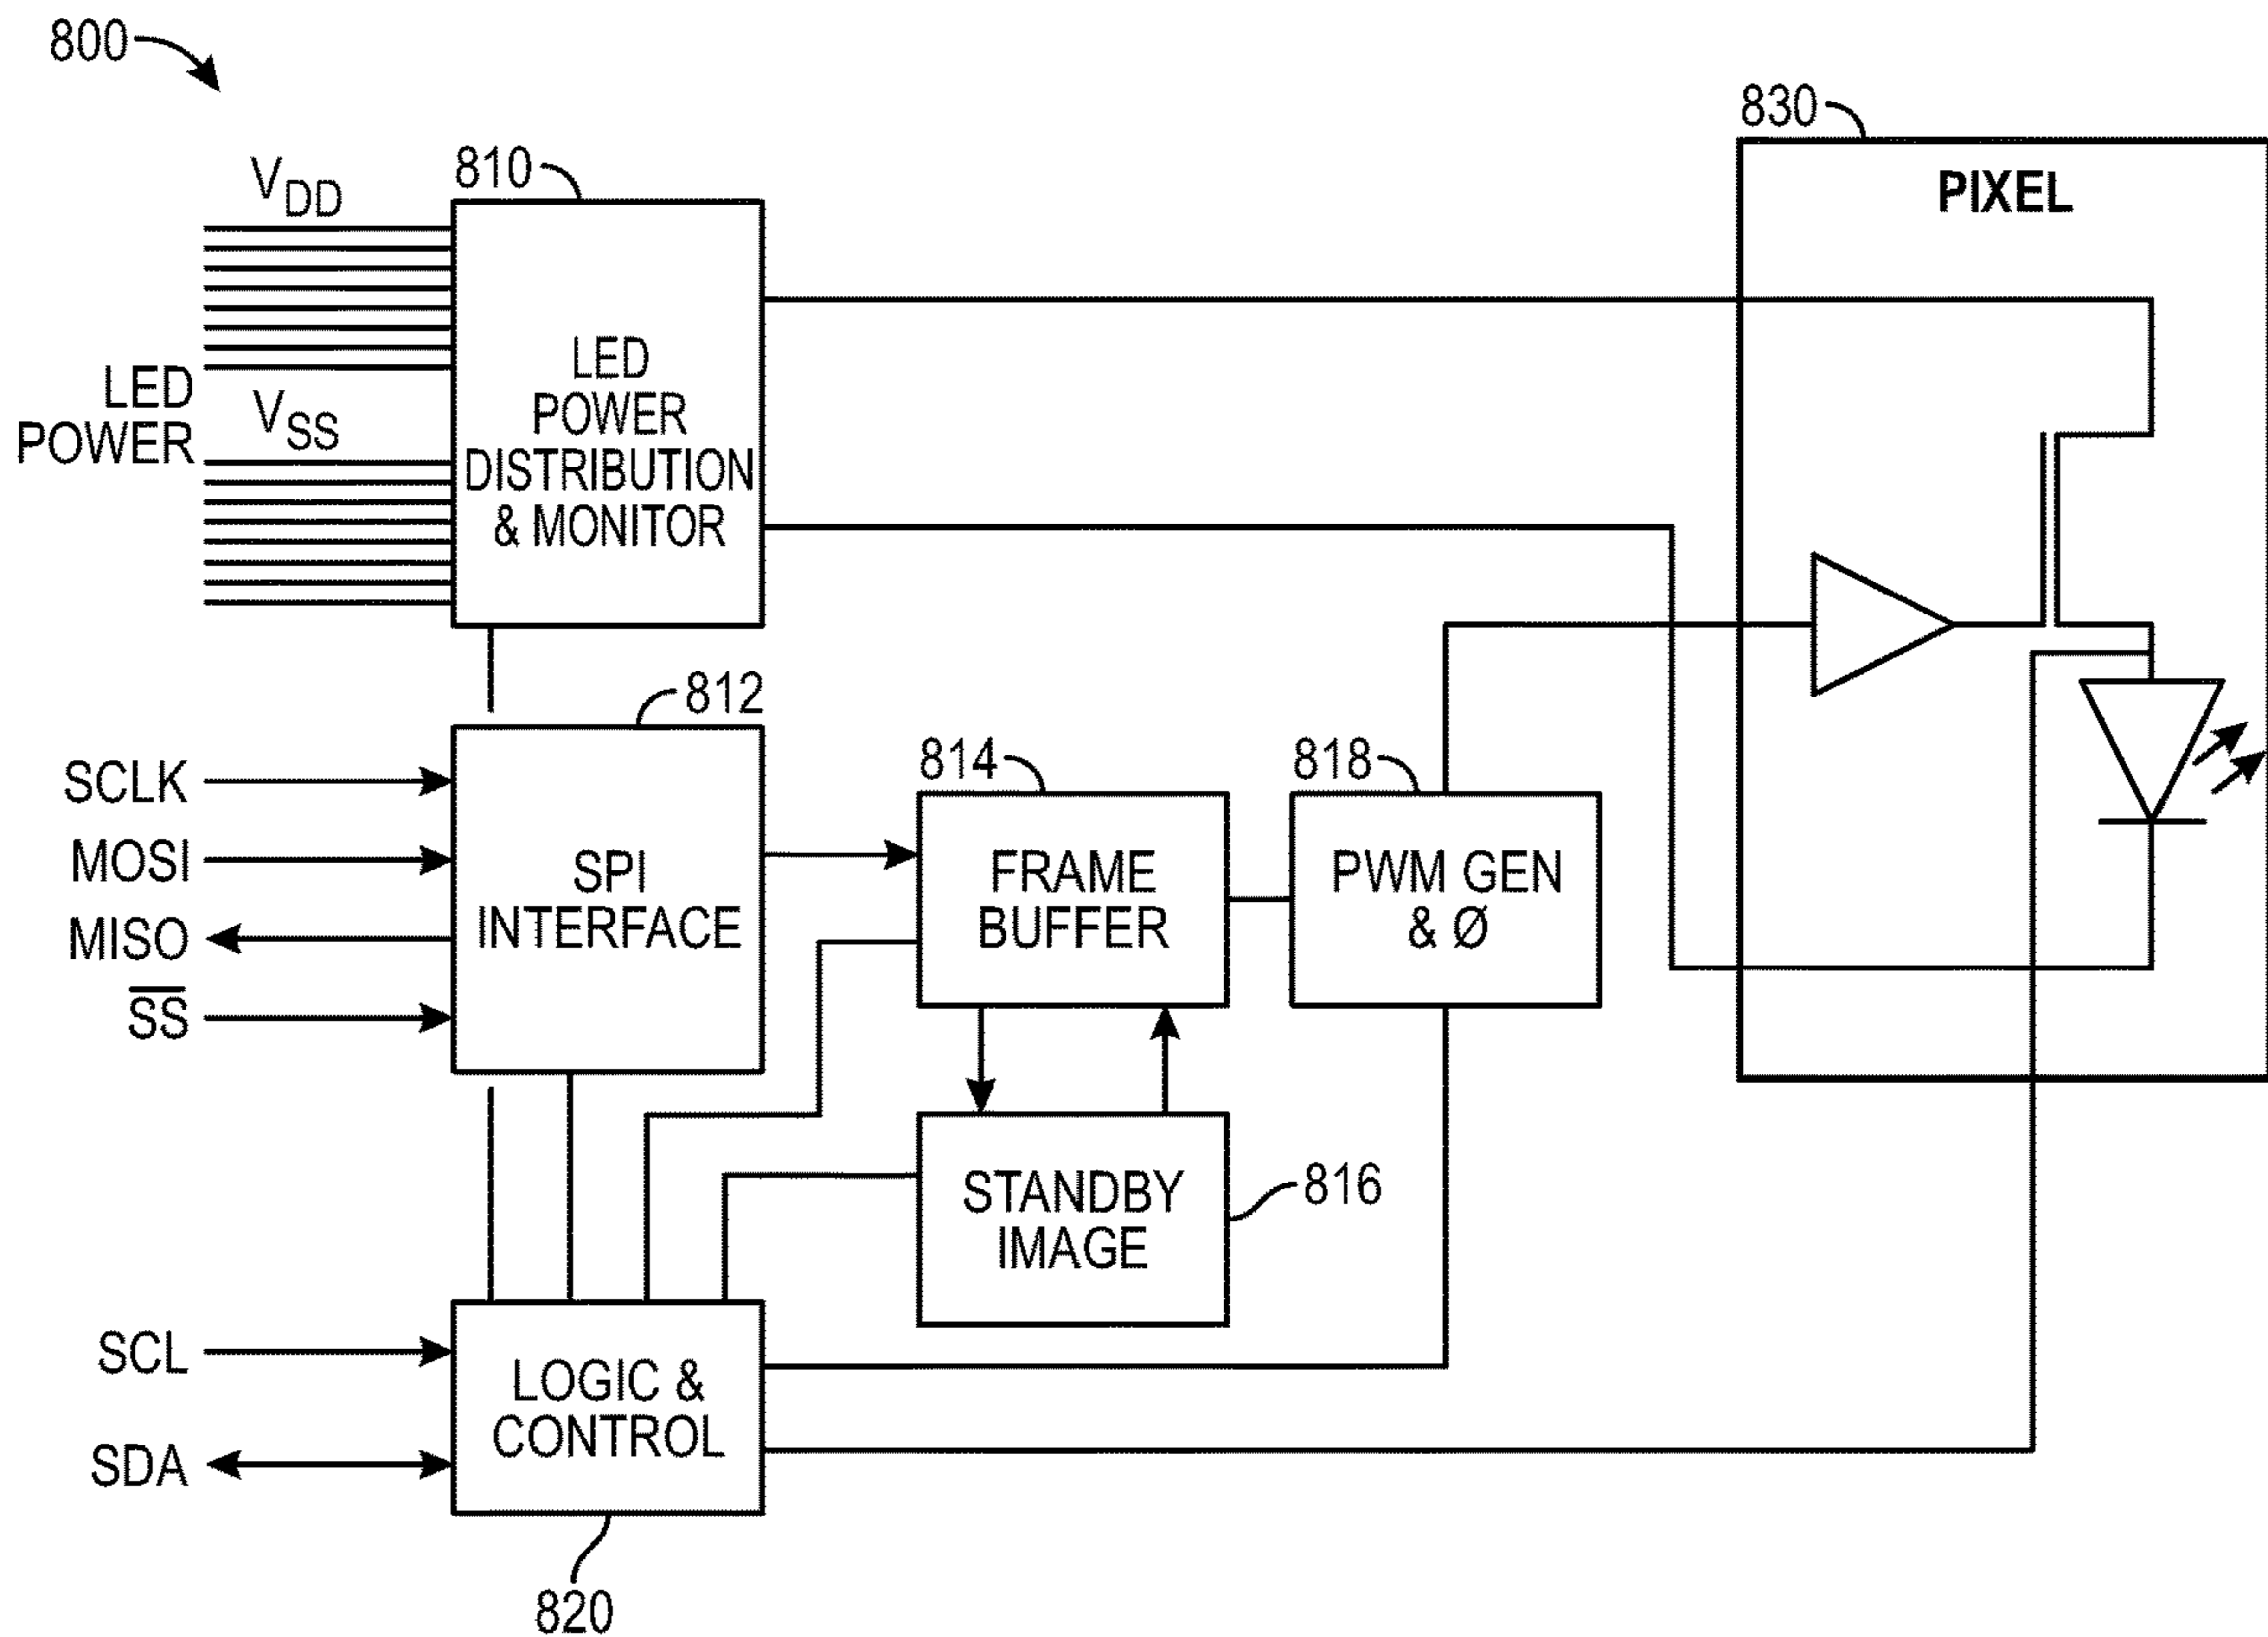 800
830
PIXEL
810
VDD
LED
POWER
VSS
LED
POWER
DISTRIBUTION
& MONITOR
812
SCLK
MOSI
MISO
S̅S̅
SPI
INTERFACE
814
FRAME
BUFFER
818
PWM GEN
& Ø
STANDBY
IMAGE
816
SCL
SDA
LOGIC &
CONTROL
820